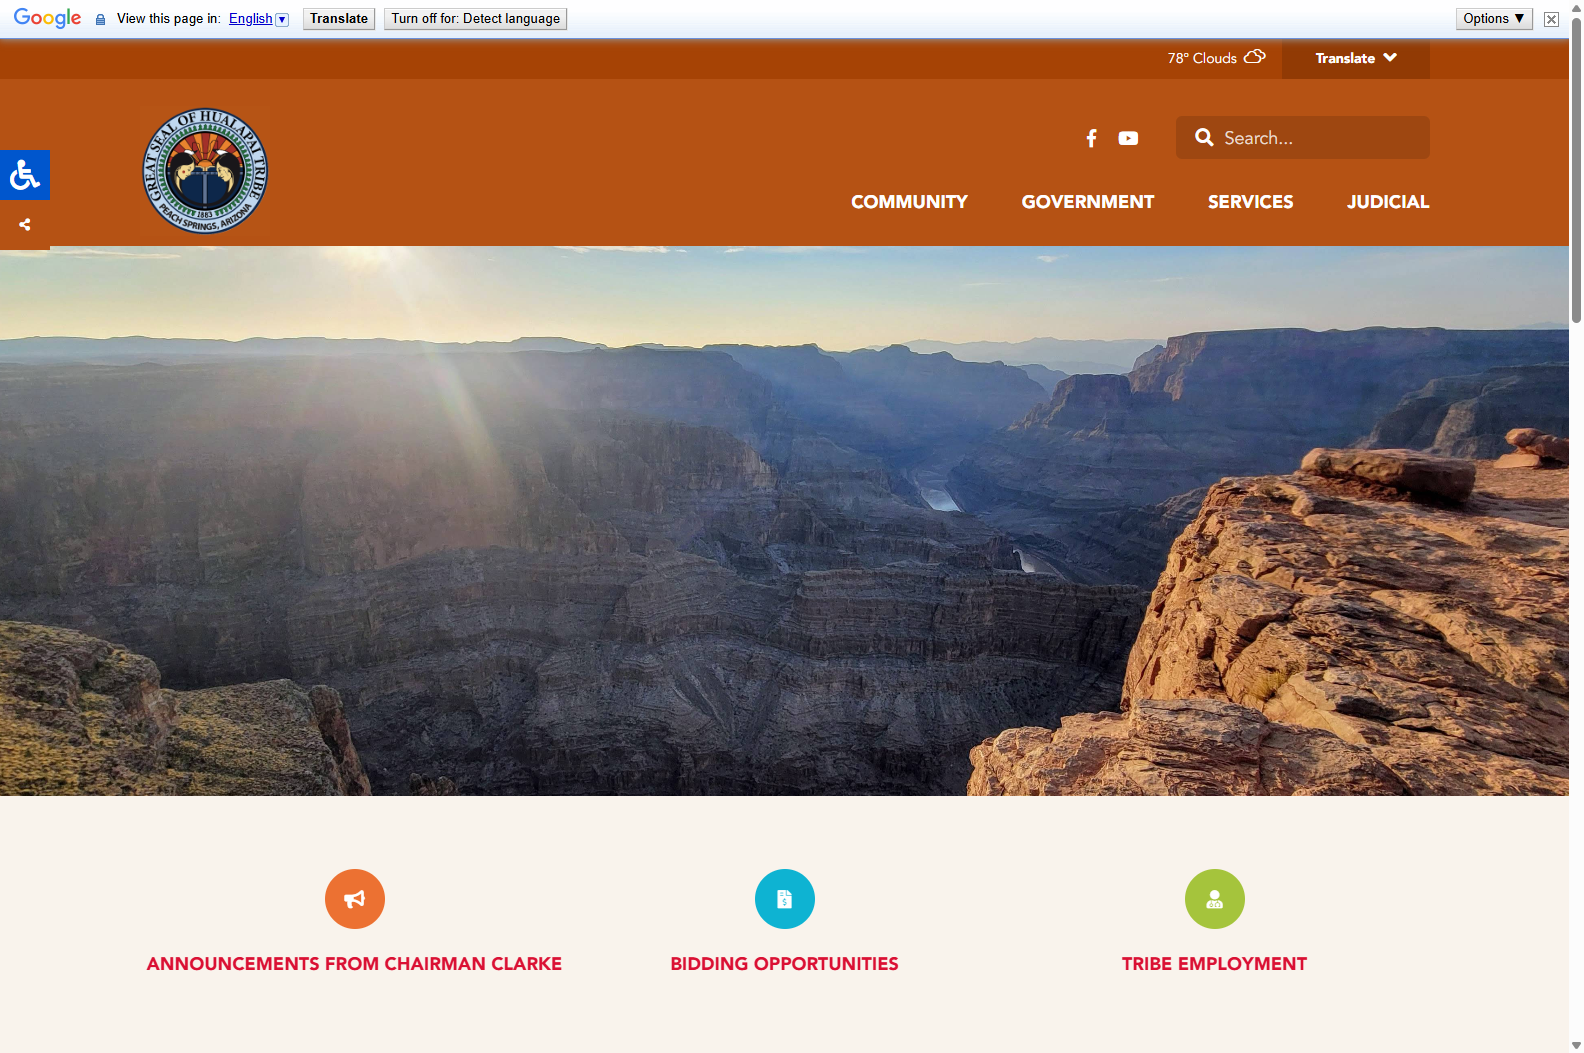 Google View this page in: English Translate Turn off for: Detect language Options ▼
78° Clouds Translate
GREAT SEAL OF HUALAPAI TRIBE
1883
PEACH SPRINGS, ARIZONA
Search...
COMMUNITY GOVERNMENT SERVICES JUDICIAL
ANNOUNCEMENTS FROM CHAIRMAN CLARKE
BIDDING OPPORTUNITIES
TRIBE EMPLOYMENT